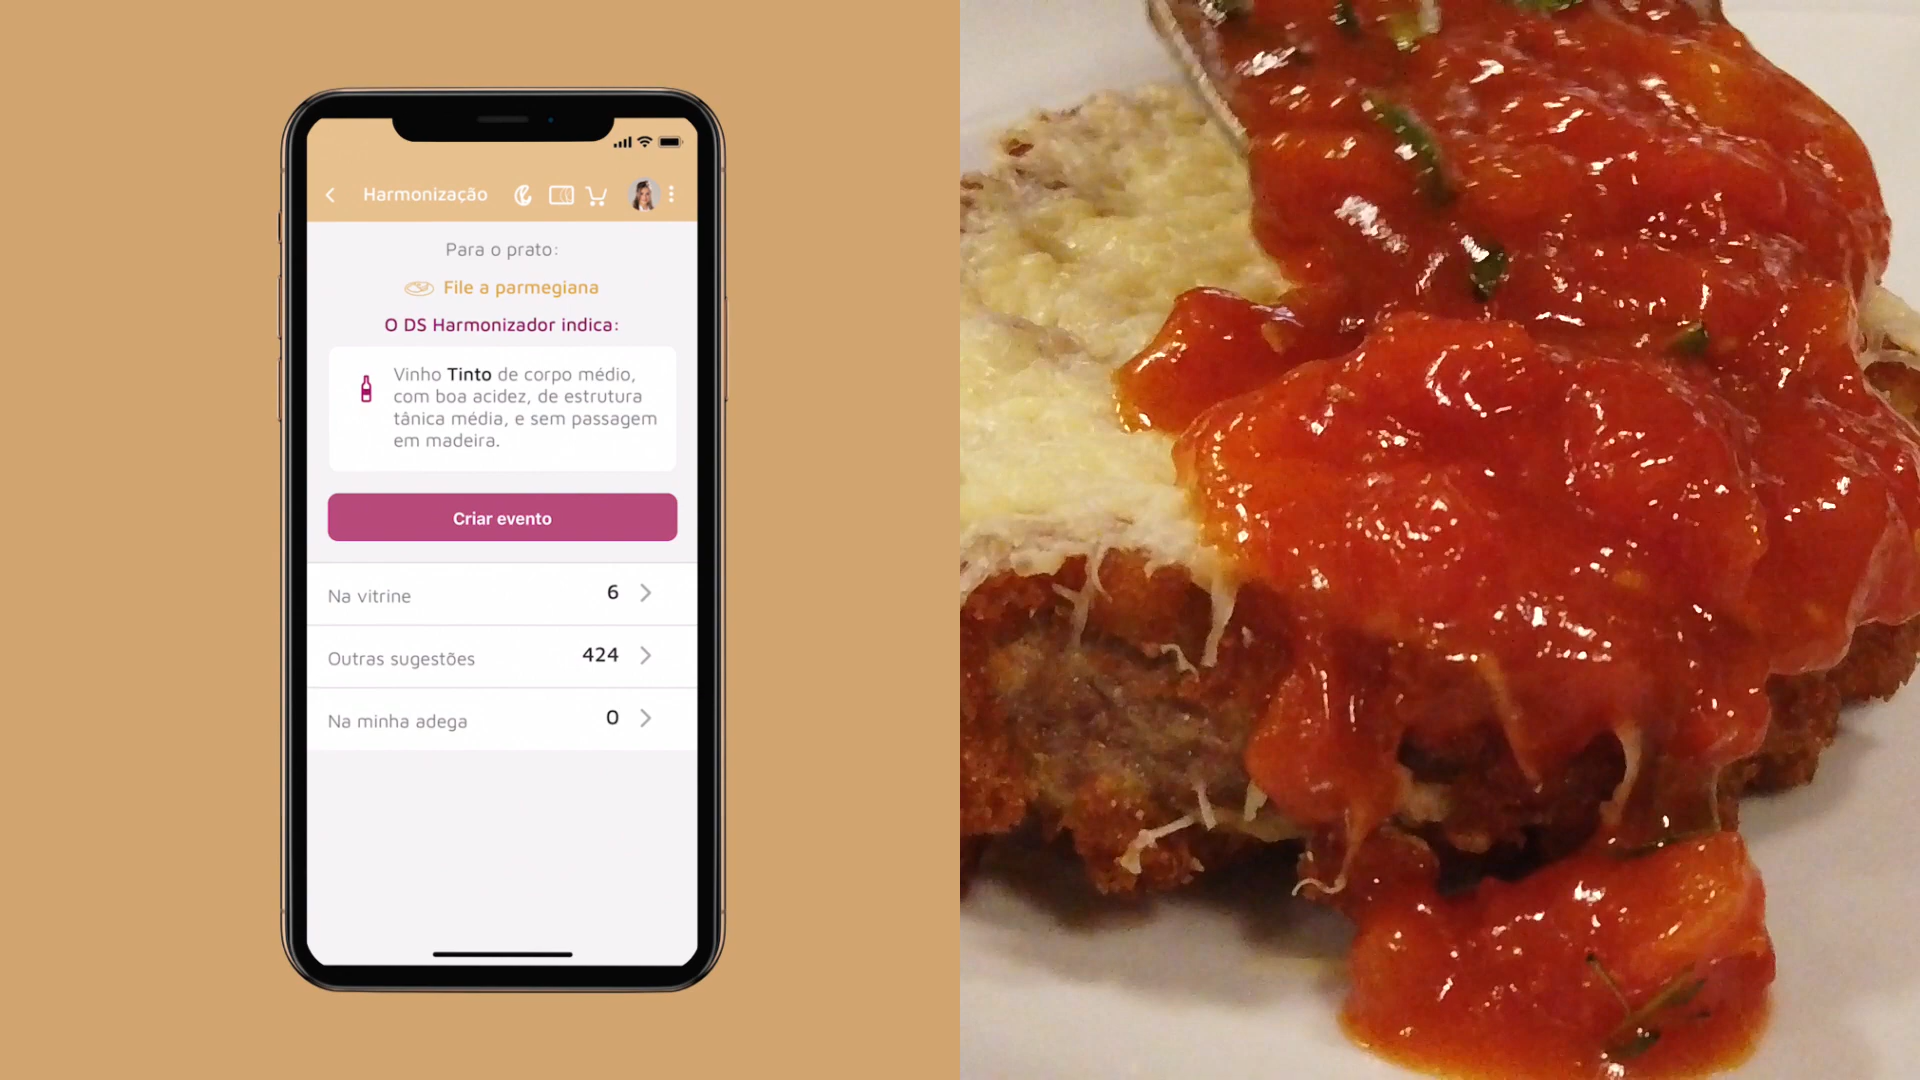 Harmonização
Para o prato:
File a parmegiana
O DS Harmonizador indica:
Vinho Tinto de corpo médio,
com boa acidez, de estrutura
tânica média, e sem passagem
em madeira.
Criar evento
Na vitrine 6
Outras sugestões 424
Na minha adega 0